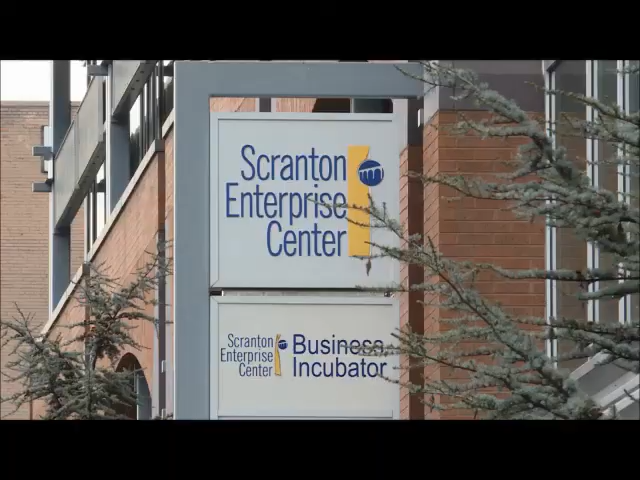 Scranton
Enterprise
Center
Scranton
Enterprise
Center
Business
Incubator